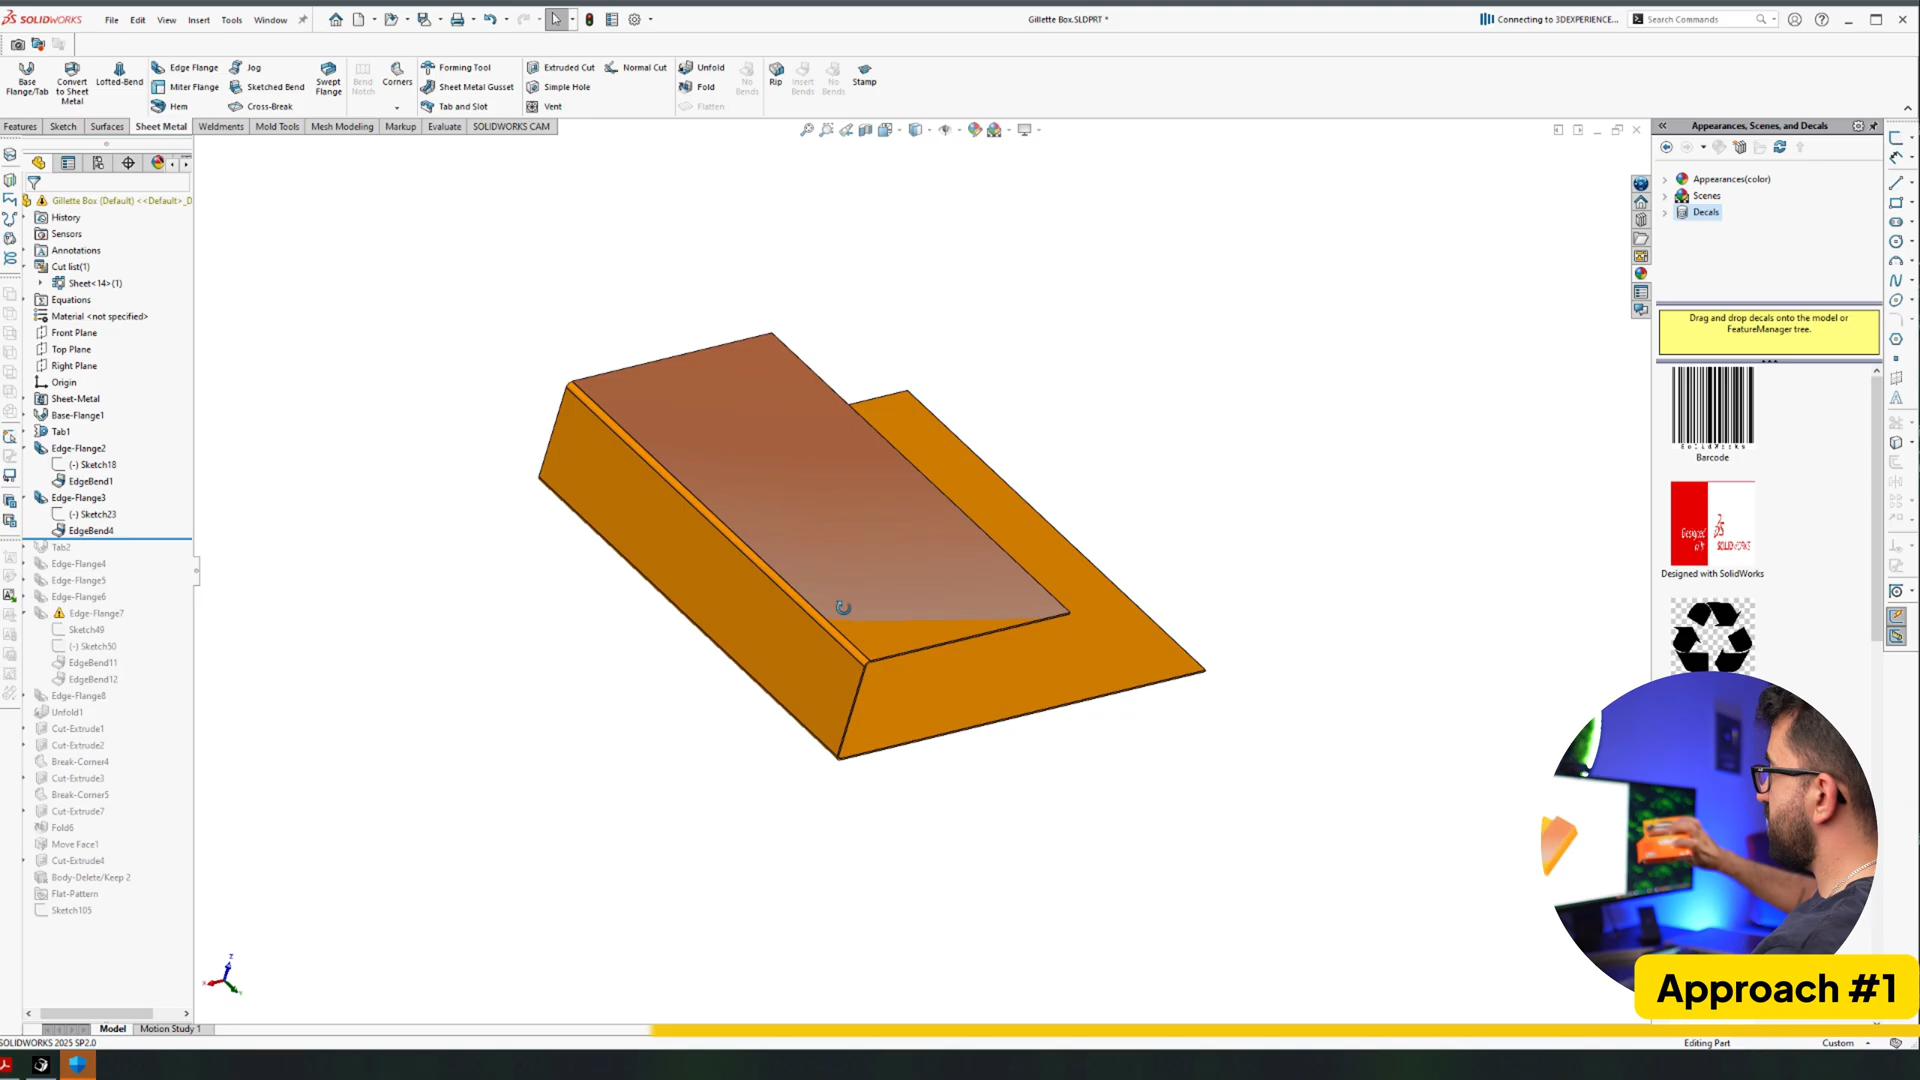 SOLIDWORKS File Edit View Insert Tools Window Gillette Box.SLDPRT * Connecting to 3DEXPERIENCE... Search Commands
Base Flange/Tab
Convert to Sheet Metal
Lofted-Bend
Edge Flange
Miter Flange
Hem
Jog
Sketched Bend
Cross-Break
Swept Flange
Bend Notch
Corners
Forming Tool
Sheet Metal Gusset
Tab and Slot
Extruded Cut
Simple Hole
Vent
Normal Cut
Unfold
Fold
Flatten
No Bends
Rip
Insert Bends
No Bends
Stamp
Features Sketch Surfaces Sheet Metal Weldments Mold Tools Mesh Modeling Markup Evaluate SOLIDWORKS CAM
Gillette Box (Default) <<Default>_D
History
Sensors
Annotations
Cut list(1)
Sheet<14>(1)
Equations
Material <not specified>
Front Plane
Top Plane
Right Plane
Origin
Sheet-Metal
Base-Flange1
Tab1
Edge-Flange2
(-) Sketch18
EdgeBend1
Edge-Flange3
(-) Sketch23
EdgeBend4
Tab2
Edge-Flange4
Edge-Flange5
Edge-Flange6
Edge-Flange7
Sketch49
(-) Sketch50
EdgeBend11
EdgeBend12
Edge-Flange8
Unfold1
Cut-Extrude1
Cut-Extrude2
Break-Corner4
Cut-Extrude3
Break-Corner5
Cut-Extrude7
Fold6
Move Face1
Cut-Extrude4
Body-Delete/Keep 2
Flat-Pattern
Sketch105
Z
X
Y
Appearances, Scenes, and Decals
Appearances(color)
Scenes
Decals
Drag and drop decals onto the model or
FeatureManager tree.
SolidWorks
Barcode
Designed
SOLIDWORKS
Designed with SolidWorks
Approach #1
Model Motion Study 1
SOLIDWORKS 2025 SP2.0 Editing Part Custom